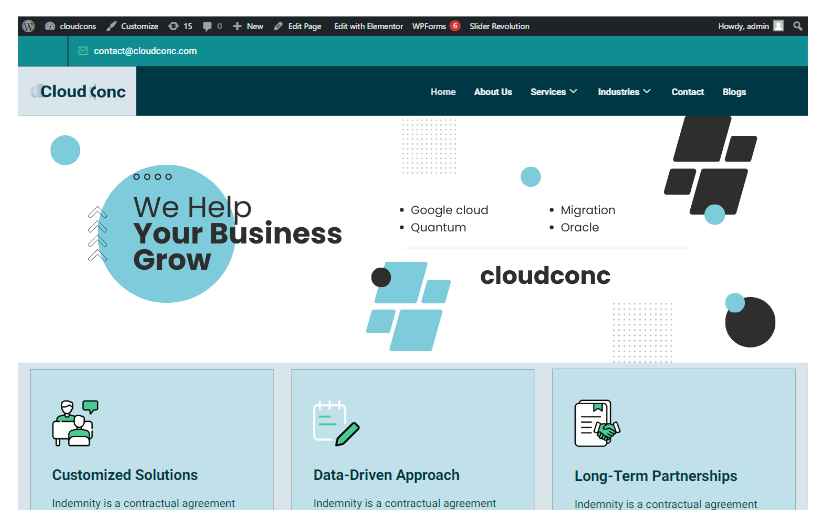 cloudcons Customize 15 0 New Edit Page Edit with Elementor WPForms 6 Slider Revolution Howdy, admin
contact@cloudconc.com
Cloud Conc Home About Us Services Industries Contact Blogs
We Help
Your Business
Grow
Google cloud Migration
Quantum Oracle
cloudconc
Customized Solutions
Indemnity is a contractual agreement
Data-Driven Approach
Indemnity is a contractual agreement
Long-Term Partnerships
Indemnity is a contractual agreement